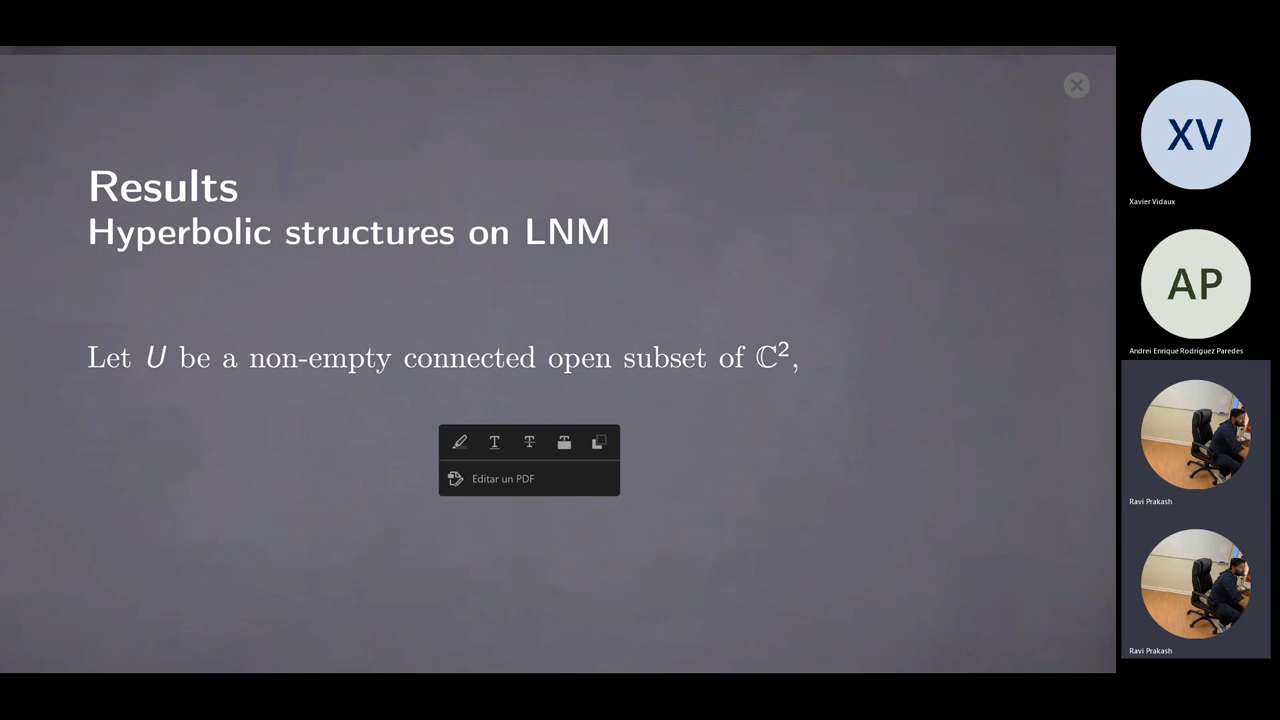 Results
Hyperbolic structures on LNM
Let U be a non-empty connected open subset of ℂ²,
Editar un PDF
XV
Xavier Vidaux
AP
Andrei Enrique Rodríguez Paredes
Ravi Prakash
Ravi Prakash